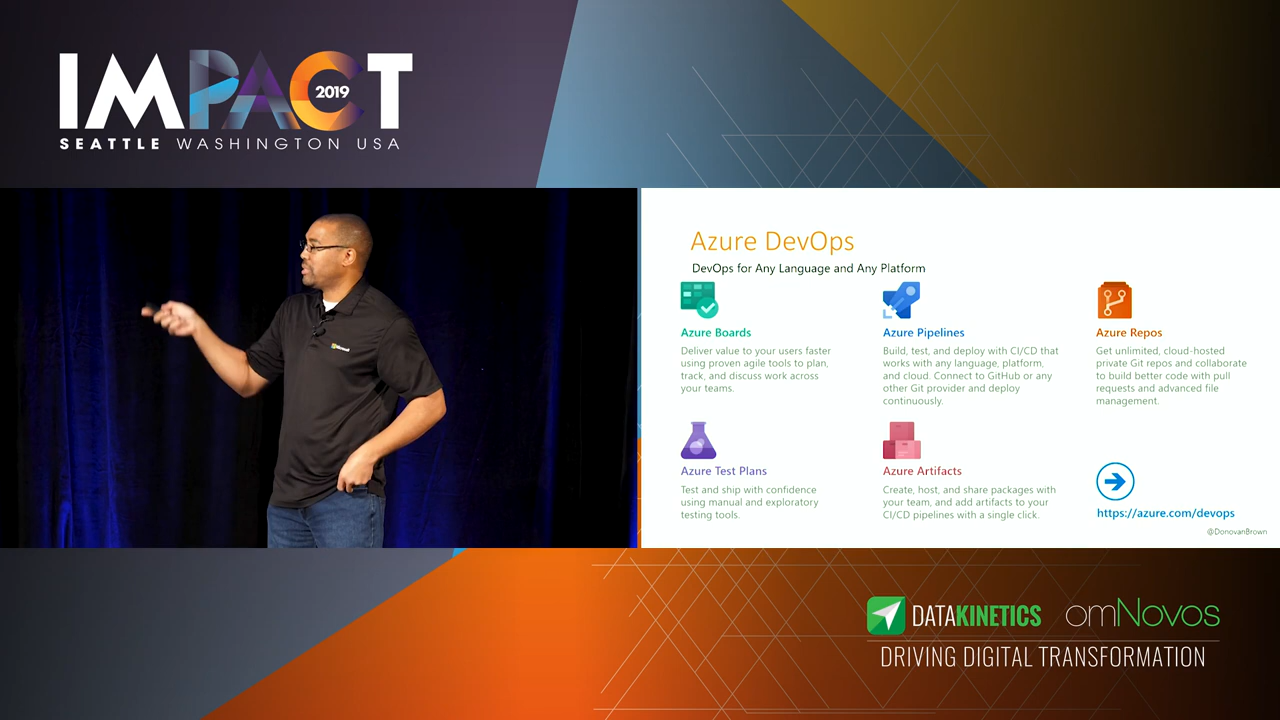 IMPACT
2019
SEATTLE WASHINGTON USA
Microsoft
Azure DevOps
DevOps for Any Language and Any Platform
Azure Boards
Deliver value to your users faster
using proven agile tools to plan,
track, and discuss work across
your teams.
Azure Pipelines
Build, test, and deploy with CI/CD that
works with any language, platform,
and cloud. Connect to GitHub or any
other Git provider and deploy
continuously.
Azure Repos
Get unlimited, cloud-hosted
private Git repos and collaborate
to build better code with pull
requests and advanced file
management.
Azure Test Plans
Test and ship with confidence
using manual and exploratory
testing tools.
Azure Artifacts
Create, host, and share packages with
your team, and add artifacts to your
CI/CD pipelines with a single click.
https://azure.com/devops
@DonovanBrown
DATAKINETICS omNovos
DRIVING DIGITAL TRANSFORMATION